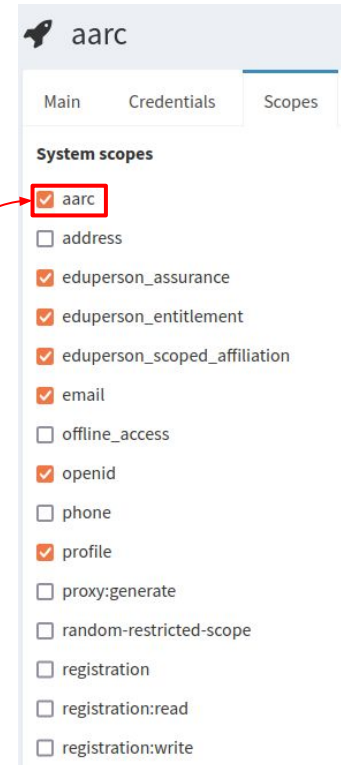 aarc
Main Credentials Scopes
System scopes
aarc
address
eduperson_assurance
eduperson_entitlement
eduperson_scoped_affiliation
email
offline_access
openid
phone
profile
proxy:generate
random-restricted-scope
registration
registration:read
registration:write